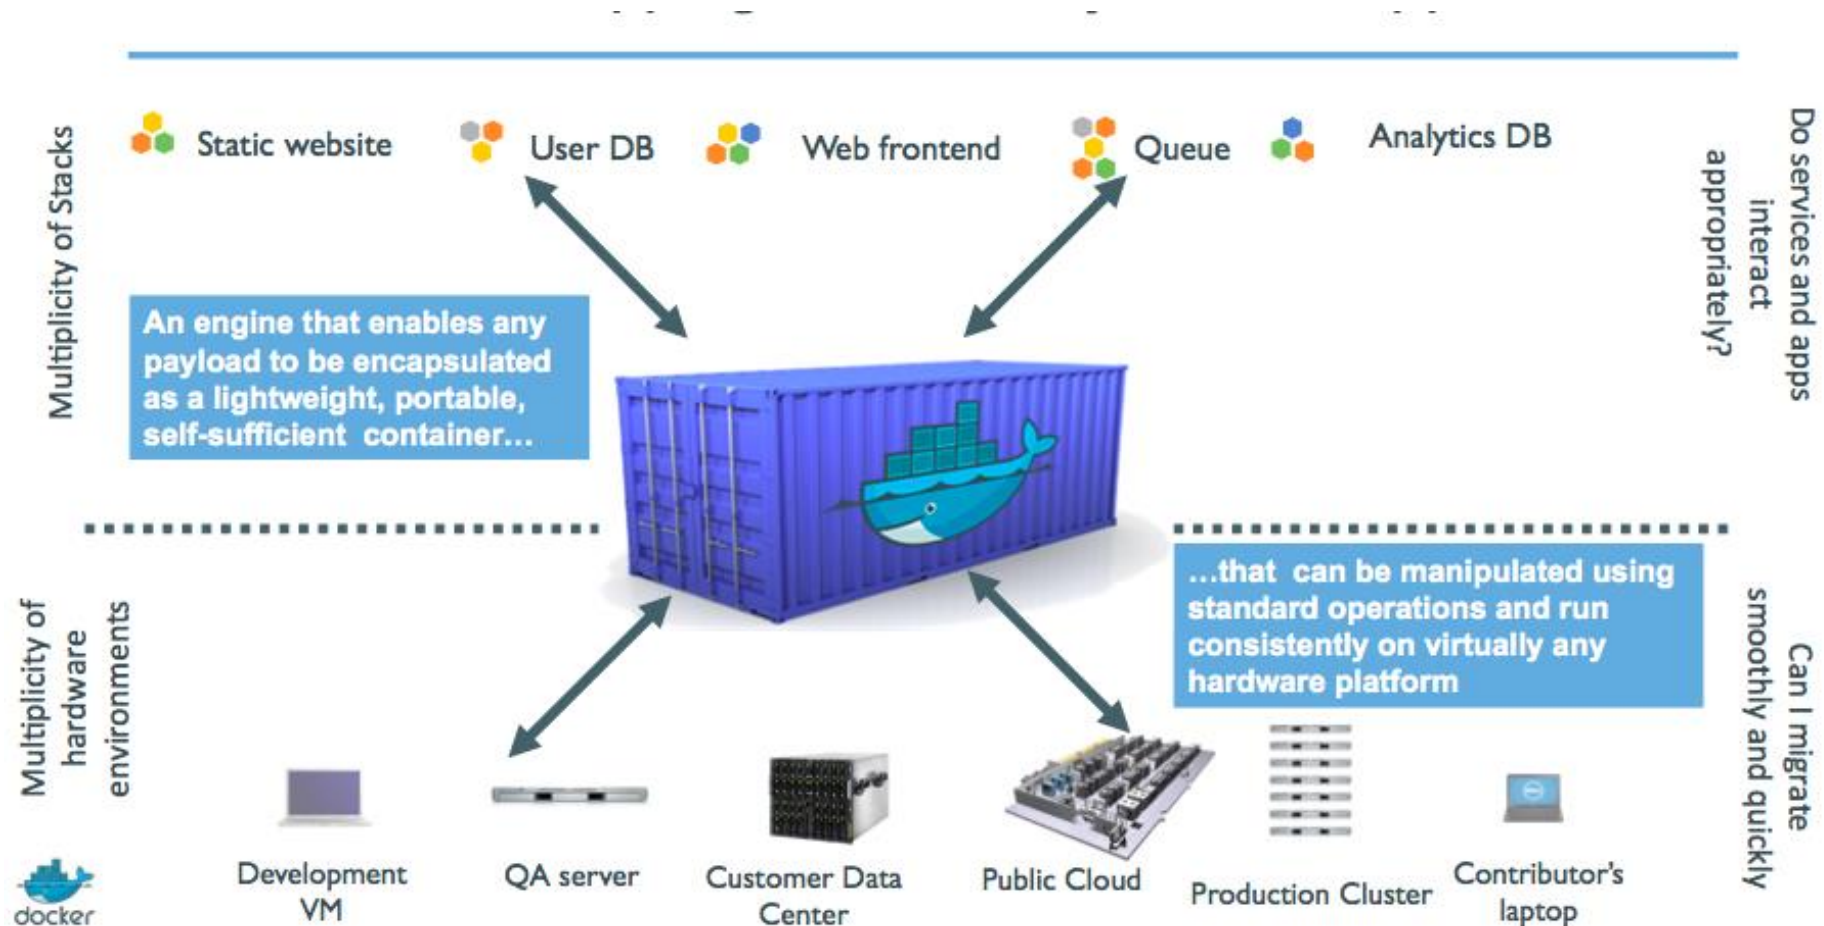 Multiplicity of Stacks
Static website
User DB
Web frontend
Queue
Analytics DB
Do services and apps
interact
appropriately?
An engine that enables any
payload to be encapsulated
as a lightweight, portable,
self-sufficient container…
…that can be manipulated using
standard operations and run
consistently on virtually any
hardware platform
Multiplicity of
hardware
environments
Can I migrate
smoothly and quickly
Development
VM
QA server
Customer Data
Center
Public Cloud
Production Cluster
Contributor's
laptop
docker